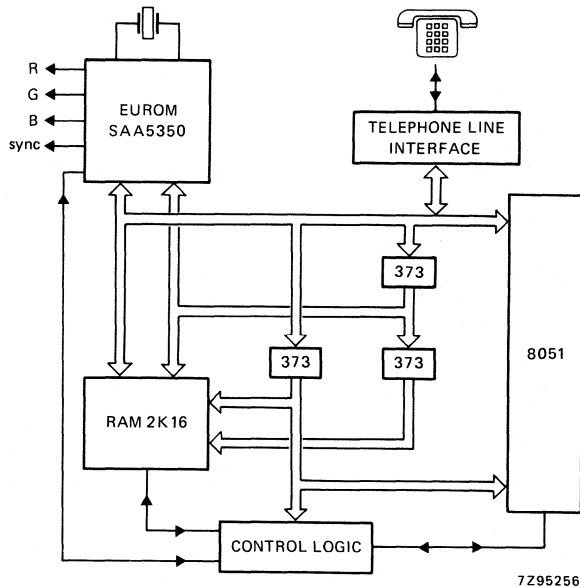 R
G
B
sync
EUROM
SAA5350
TELEPHONE LINE
INTERFACE
373
373
373
8051
RAM 2K16
CONTROL LOGIC
7Z95256